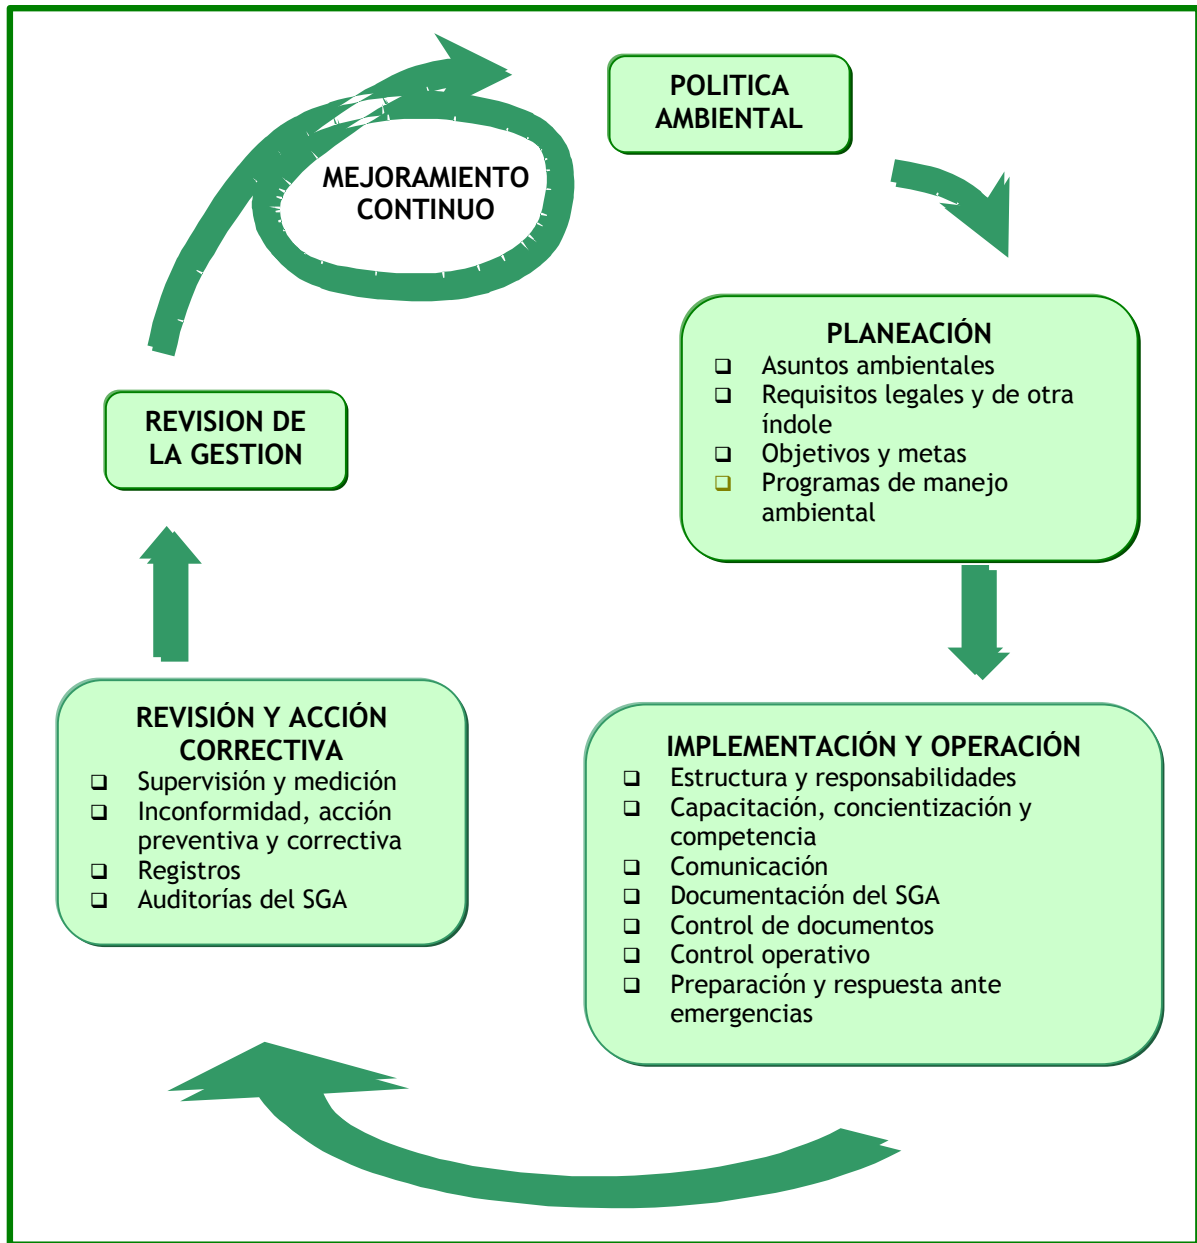 POLITICA
AMBIENTAL
MEJORAMIENTO
CONTINUO
PLANEACIÓN
❑ Asuntos ambientales
❑ Requisitos legales y de otra
índole
❑ Objetivos y metas
❑ Programas de manejo
ambiental
REVISION DE
LA GESTION
REVISIÓN Y ACCIÓN
CORRECTIVA
❑ Supervisión y medición
❑ Inconformidad, acción
preventiva y correctiva
❑ Registros
❑ Auditorías del SGA
IMPLEMENTACIÓN Y OPERACIÓN
❑ Estructura y responsabilidades
❑ Capacitación, concientización y
competencia
❑ Comunicación
❑ Documentación del SGA
❑ Control de documentos
❑ Control operativo
❑ Preparación y respuesta ante
emergencias